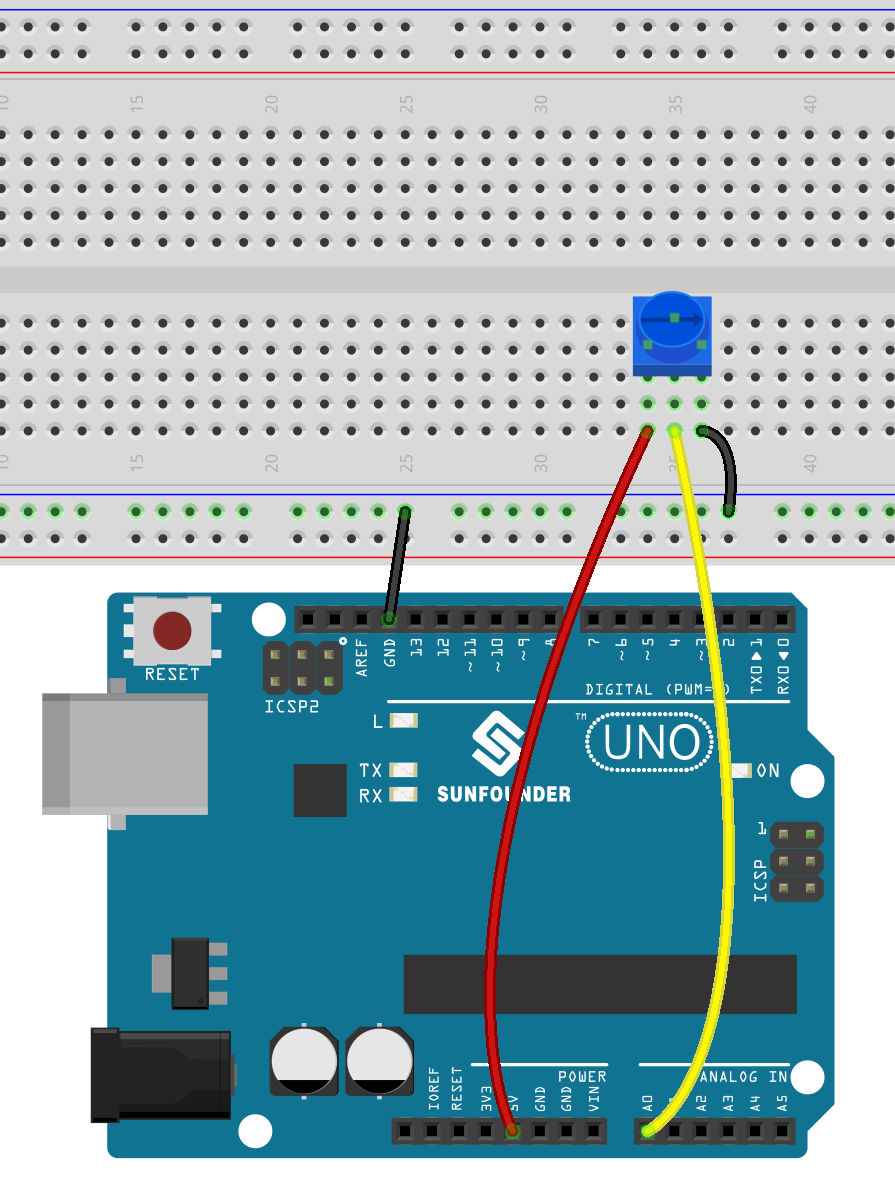 10 15 20 25 30 35 40
10 15 20 25 30 35 40
RESET
ICSP2
AREF
GND
13
12
~11
~10
~9
8
7
~6
~5
4
~3
2
TX0▶1
RX0◀0
DIGITAL (PWM=
L
TX
RX
SUNFOUNDER
™
UNO
ON
1
ICSP
IOREF
RESET
3V3
5V
GND
GND
VIN
POWER
A0
A2
A3
A4
A5
ANALOG IN